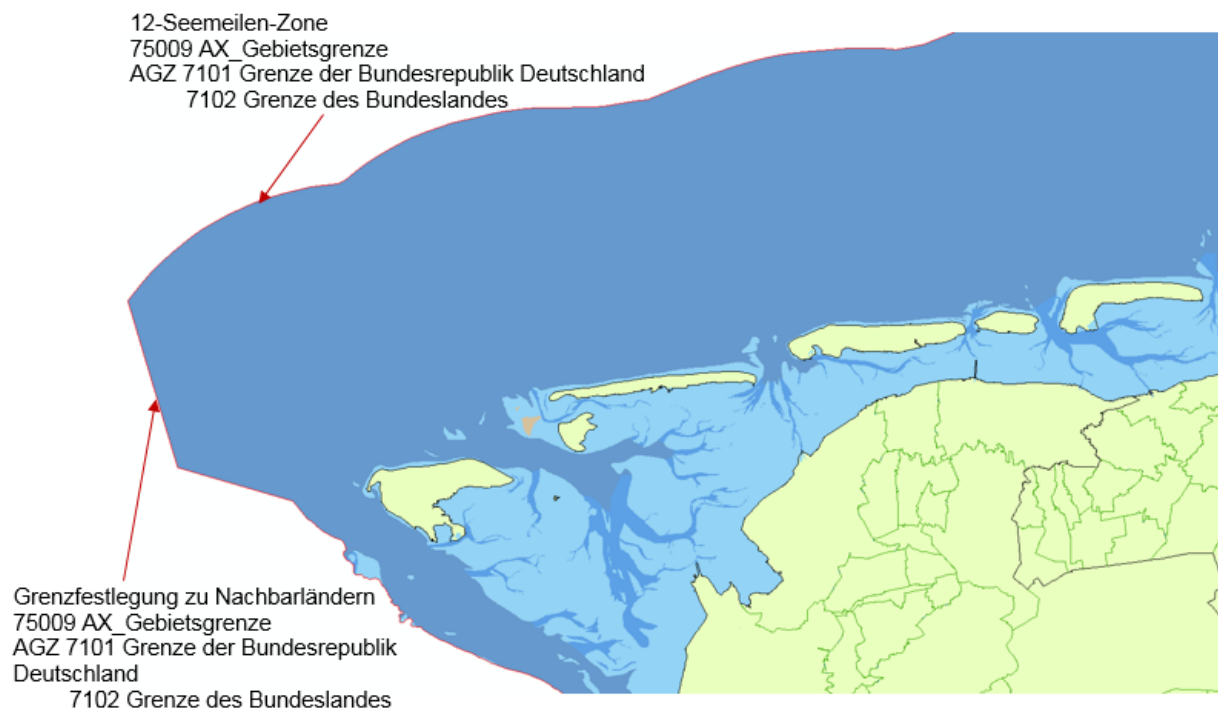 12-Seemeilen-Zone
75009 AX_Gebietsgrenze
AGZ 7101 Grenze der Bundesrepublik Deutschland
7102 Grenze des Bundeslandes
Grenzfestlegung zu Nachbarländern
75009 AX_Gebietsgrenze
AGZ 7101 Grenze der Bundesrepublik
Deutschland
7102 Grenze des Bundeslandes